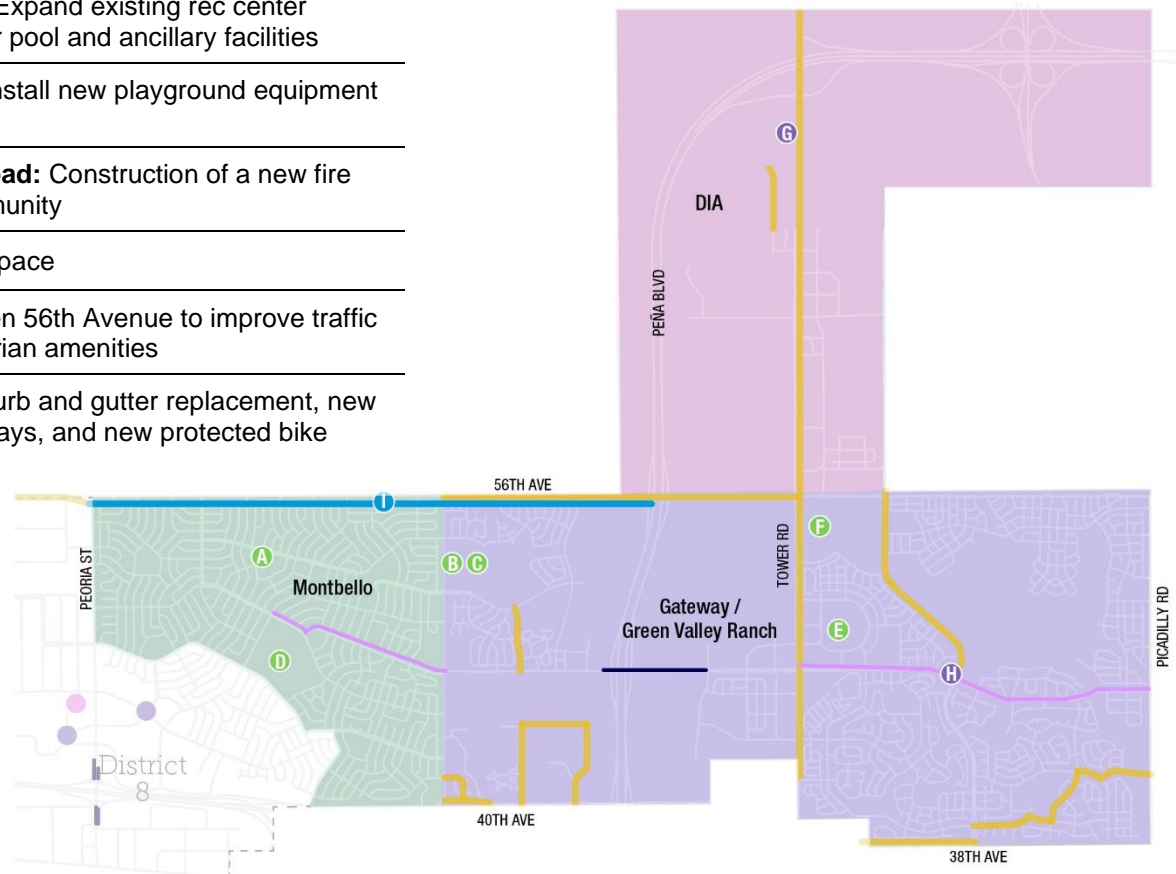 Expand existing rec center
pool and ancillary facilities
nstall new playground equipment
ad: Construction of a new fire
munity
pace
en 56th Avenue to improve traffic
rian amenities
urb and gutter replacement, new
ays, and new protected bike
G
DIA
PEÑA BLVD
56TH AVE
I
PEORIA ST
A
Montbello
B C
F
TOWER RD
Gateway /
Green Valley Ranch
E
D
H
PICADILLY RD
District
8
40TH AVE
38TH AVE